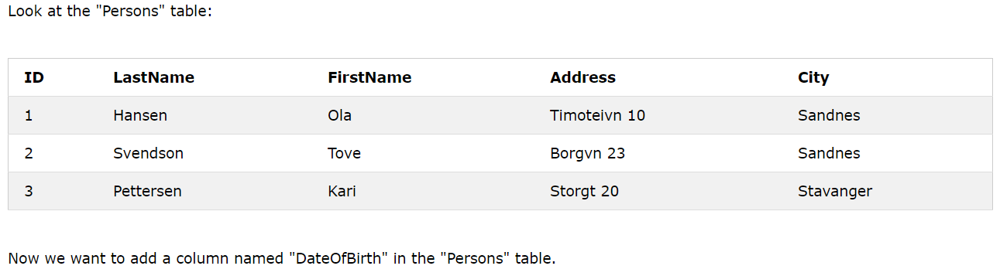 Look at the "Persons" table:
ID LastName FirstName Address City
1 Hansen Ola Timoteivn 10 Sandnes
2 Svendson Tove Borgvn 23 Sandnes
3 Pettersen Kari Storgt 20 Stavanger
Now we want to add a column named "DateOfBirth" in the "Persons" table.